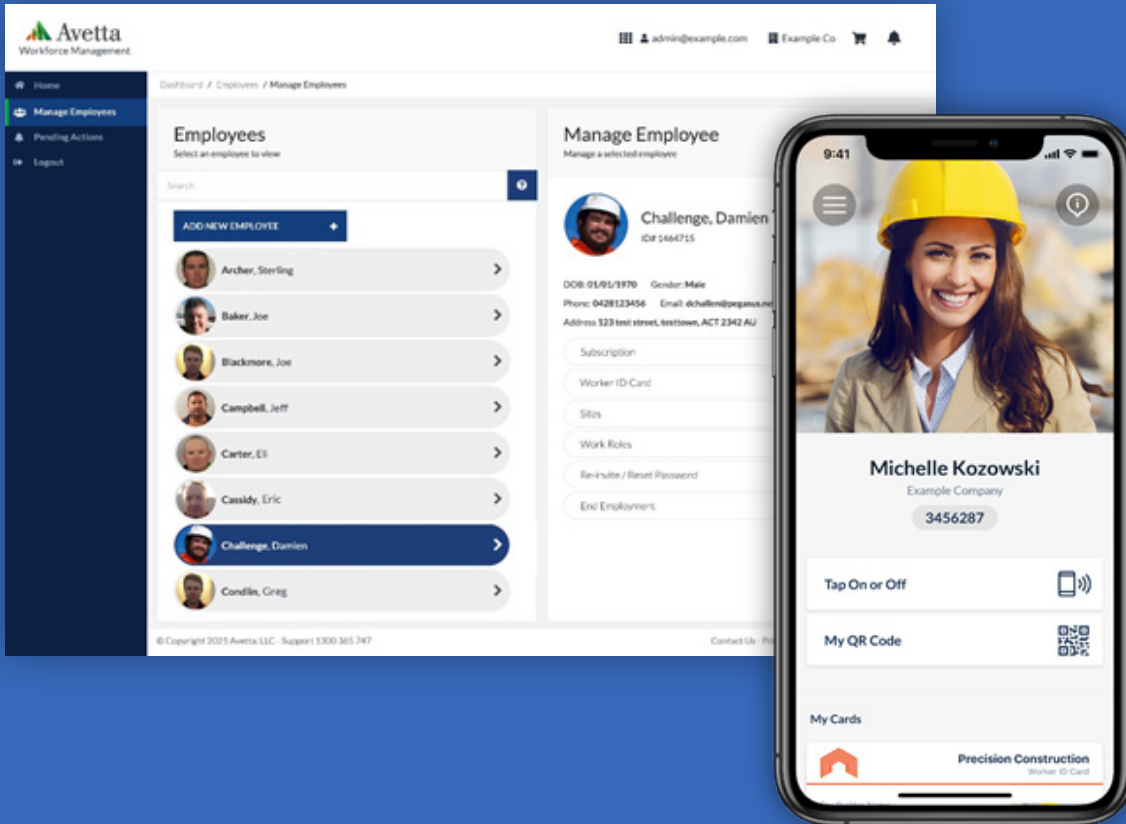 Avetta
Workforce Management
admin@example.com
Example Co
Home
Manage Employees
Pending Actions
Logout
Dashboard / Employees / Manage Employees
Employees
Select an employee to view
Search
ADD NEW EMPLOYEE +
Archer, Sterling
Baker, Joe
Blackmore, Joe
Campbell, Jeff
Carter, Eli
Cassidy, Eric
Challenge, Damien
Condlin, Greg
© Copyright 2021 Avetta LLC - Support 1300 365 747
Contact Us
Manage Employee
Manage a selected employee
Challenge, Damien
ID# 1464715
DOB: 01/01/1970 Gender: Male
Phone: 0428123456 Email: dchallen@pegasus.ne
Address 123 test street, testtown, ACT 2342 AU
Subscription
Worker ID Card
Sites
Work Roles
Re-invite / Reset Password
End Employment
9:41
Michelle Kozowski
Example Company
3456287
Tap On or Off
My QR Code
My Cards
Precision Construction
Worker ID Card